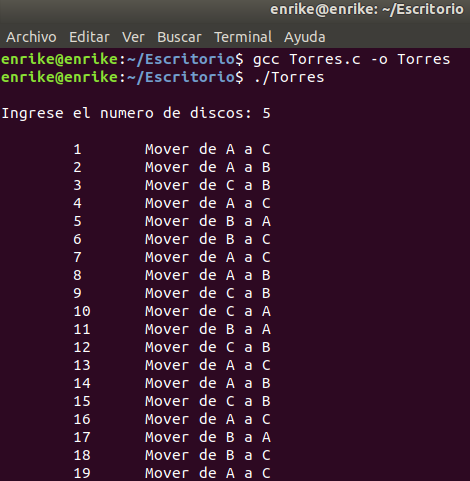 enrike@enrike: ~/Escritorio
Archivo Editar Ver Buscar Terminal Ayuda
enrike@enrike:~/Escritorio$ gcc Torres.c -o Torres
enrike@enrike:~/Escritorio$ ./Torres
Ingrese el numero de discos: 5
1 Mover de A a C
2 Mover de A a B
3 Mover de C a B
4 Mover de A a C
5 Mover de B a A
6 Mover de B a C
7 Mover de A a C
8 Mover de A a B
9 Mover de C a B
10 Mover de C a A
11 Mover de B a A
12 Mover de C a B
13 Mover de A a C
14 Mover de A a B
15 Mover de C a B
16 Mover de A a C
17 Mover de B a A
18 Mover de B a C
19 Mover de A a C